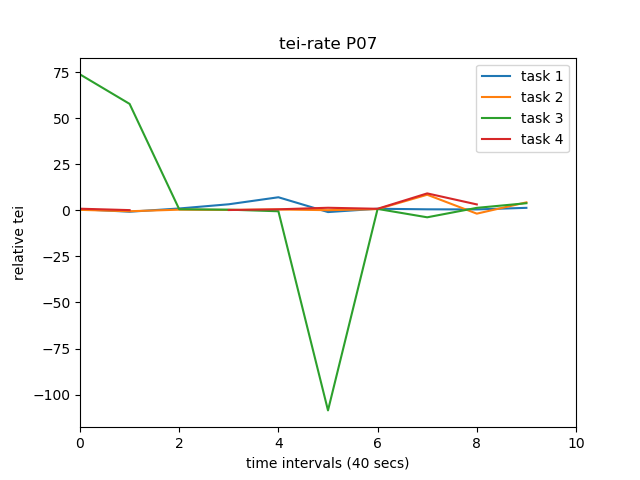 tei-rate P07
75
50
25
0
−25
−50
−75
−100
relative tei
task 1
task 2
task 3
task 4
0 2 4 6 8 10
time intervals (40 secs)